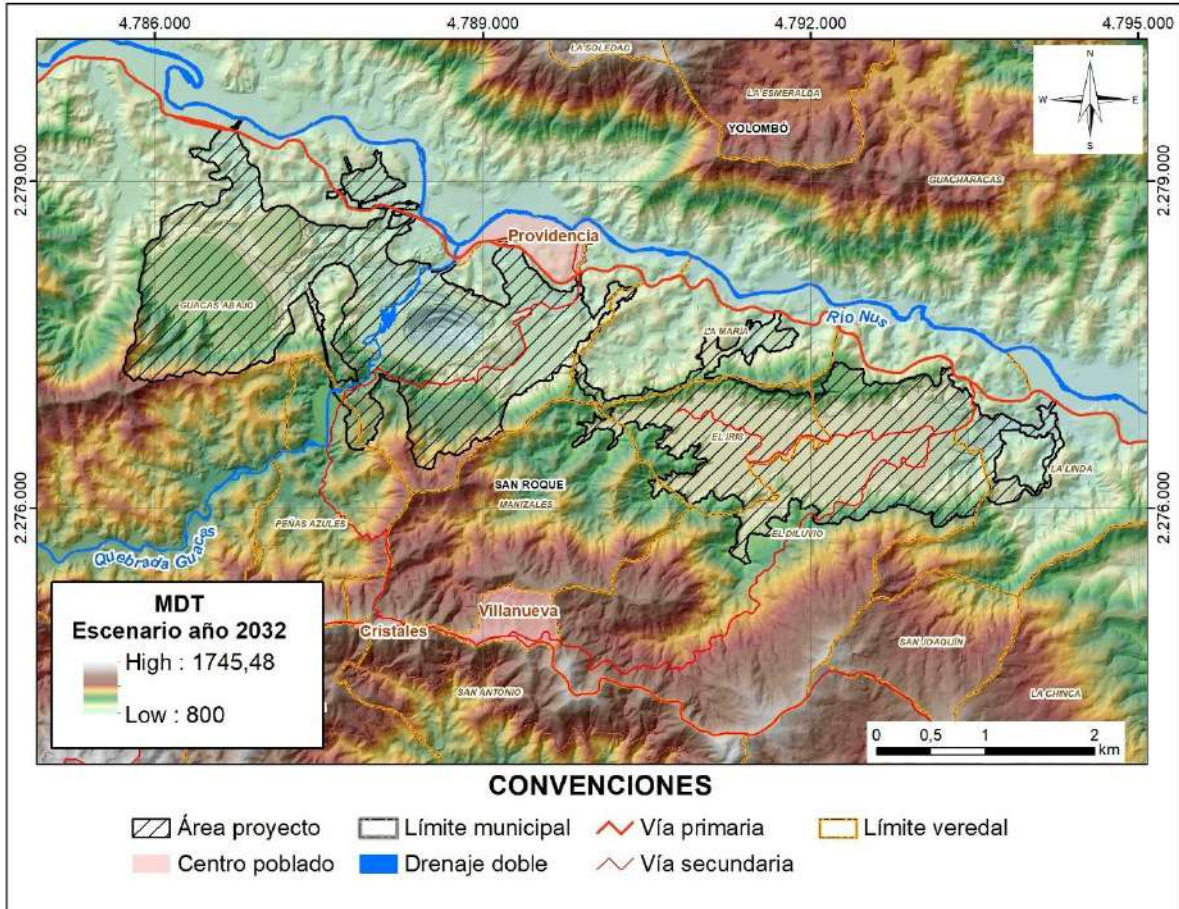 4.786.000
4.789.000
4.792.000
4.795.000
LA SOLEDAD
N
W E
S
LA ESMERALDA
YOLOMBÓ
2.279.000
2.279.000
GUACHARACAS
Providencia
GUACAS ABAJO
Río Nus
LA MARIA
EL IRIS
SAN ROQUE
LA LINDA
MANIZALES
2.276.000
2.276.000
PEÑAS AZULES
EL DILUVIO
Quebrada Guacas
MDT
Escenario año 2032
High : 1745,48
Low : 800
Villanueva
Cristales
SAN JOAQUÍN
SAN ANTONIO
LA CHINCA
0 0,5 1 2
km
CONVENCIONES
Área proyecto
Límite municipal
Vía primaria
Límite veredal
Centro poblado
Drenaje doble
Vía secundaria